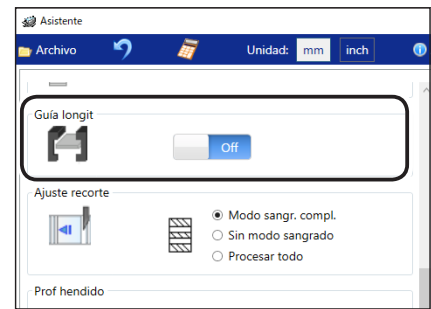 Asistente
Archivo Unidad: mm inch
Guía longit
Off
Ajuste recorte
Modo sangr. compl.
Sin modo sangrado
Procesar todo
Prof hendido